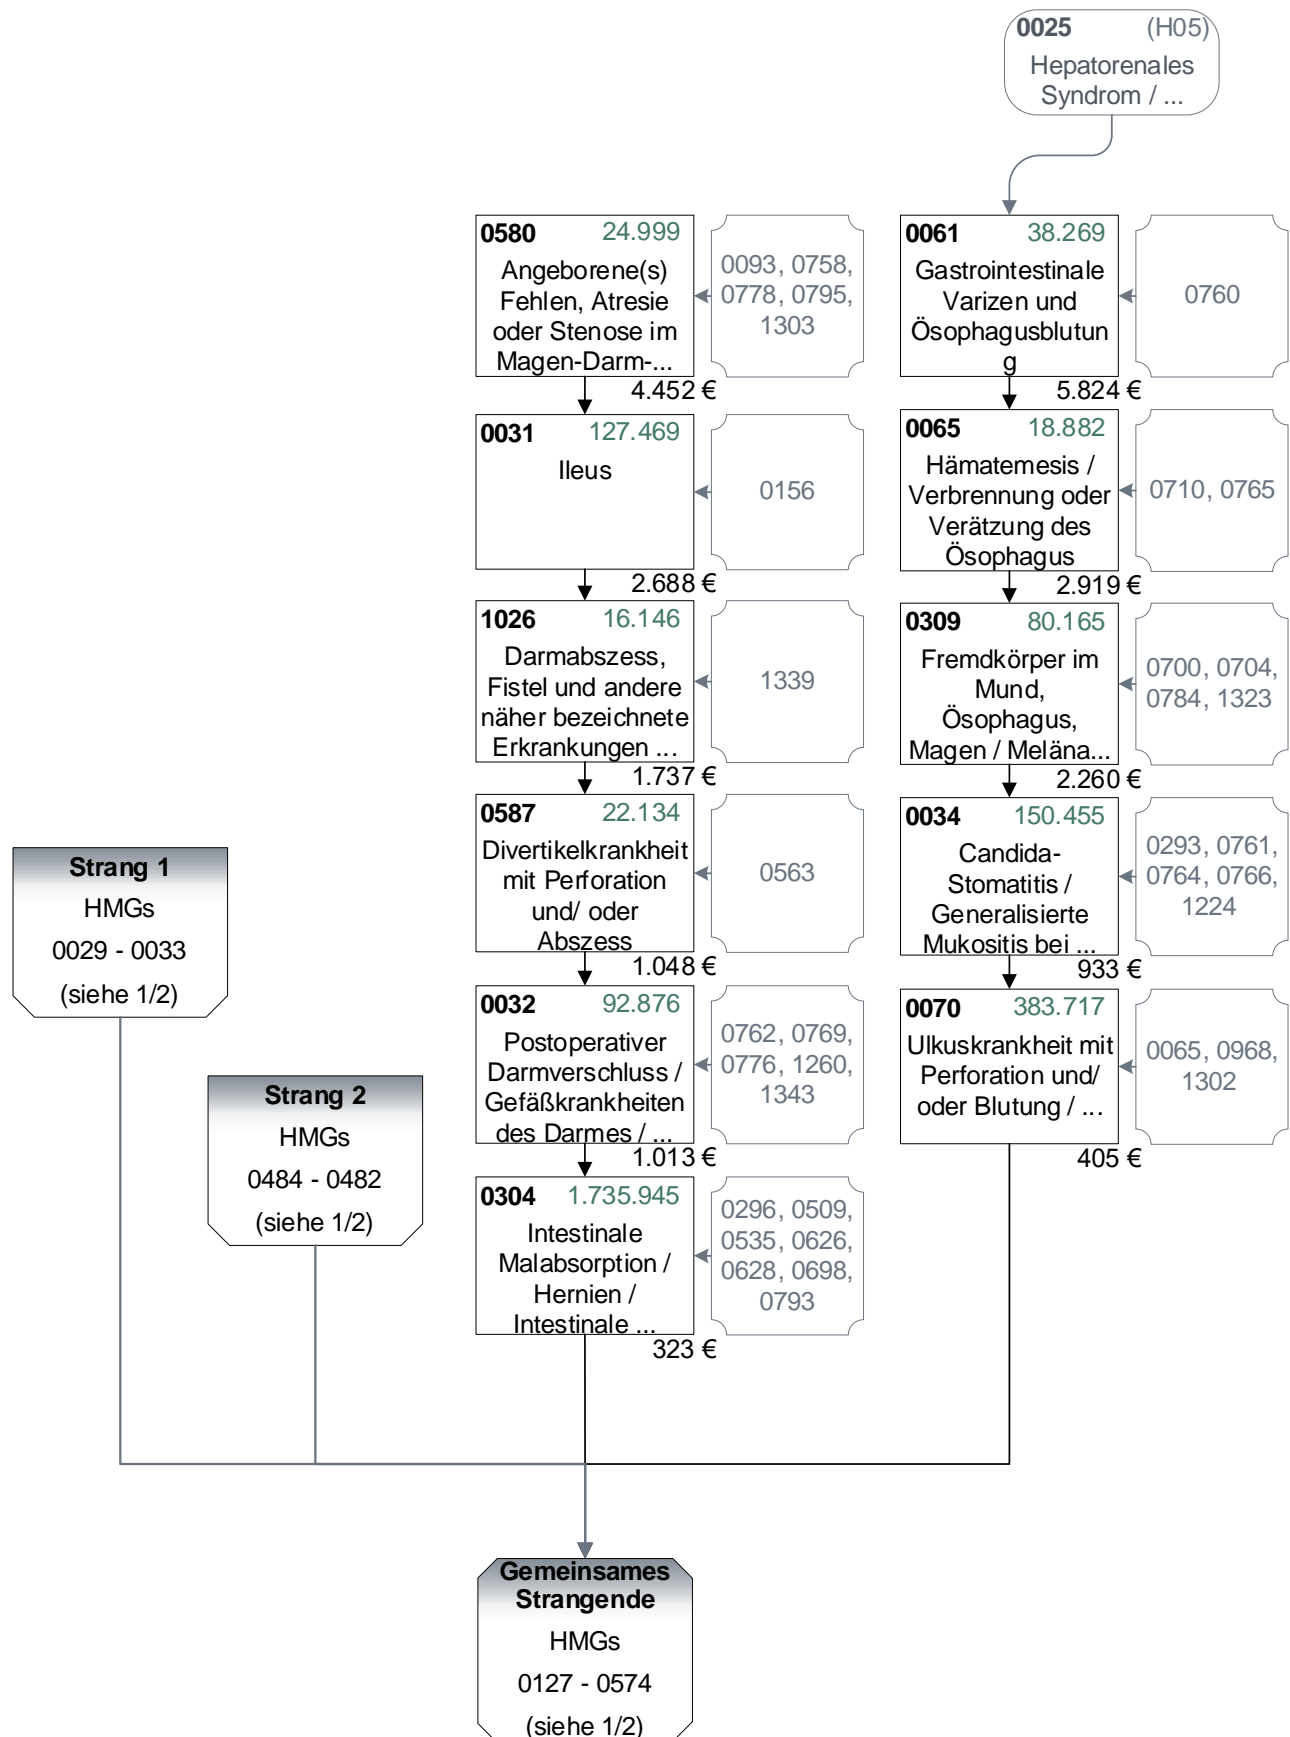 0025 (H05)
Hepatorenales
Syndrom / ...
0580 24.999
Angeborene(s)
Fehlen, Atresie
oder Stenose im
Magen-Darm-...
4.452 €
0093, 0758,
0778, 0795,
1303
0031 127.469
Ileus
2.688 €
0156
1026 16.146
Darmabszess,
Fistel und andere
näher bezeichnete
Erkrankungen ...
1.737 €
1339
0587 22.134
Divertikelkrankheit
mit Perforation
und/ oder
Abszess
1.048 €
0563
0032 92.876
Postoperativer
Darmverschluss /
Gefäßkrankheiten
des Darmes / ...
1.013 €
0762, 0769,
0776, 1260,
1343
0304 1.735.945
Intestinale
Malabsorption /
Hernien /
Intestinale ...
323 €
0296, 0509,
0535, 0626,
0628, 0698,
0793
0061 38.269
Gastrointestinale
Varizen und
Ösophagusblutun
g
5.824 €
0760
0065 18.882
Hämatemesis /
Verbrennung oder
Verätzung des
Ösophagus
2.919 €
0710, 0765
0309 80.165
Fremdkörper im
Mund,
Ösophagus,
Magen / Meläna...
2.260 €
0700, 0704,
0784, 1323
0034 150.455
Candida-
Stomatitis /
Generalisierte
Mukositis bei ...
933 €
0293, 0761,
0764, 0766,
1224
0070 383.717
Ulkuskrankheit mit
Perforation und/
oder Blutung / ...
405 €
0065, 0968,
1302
Strang 1
HMGs
0029 - 0033
(siehe 1/2)
Strang 2
HMGs
0484 - 0482
(siehe 1/2)
Gemeinsames
Strangende
HMGs
0127 - 0574
(siehe 1/2)